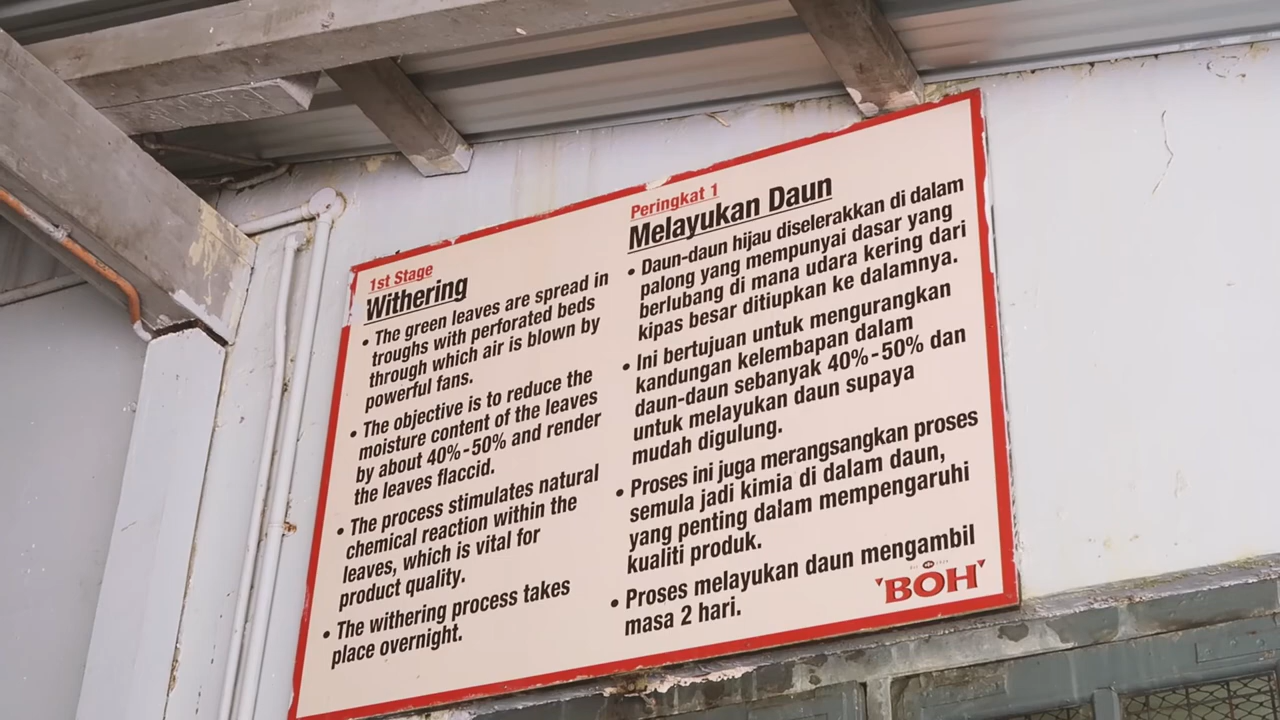 1st Stage
Withering
• The green leaves are spread in
troughs with perforated beds
through which air is blown by
powerful fans.
• The objective is to reduce the
moisture content of the leaves
by about 40%-50% and render
the leaves flaccid.
• The process stimulates natural
chemical reaction within the
leaves, which is vital for
product quality.
• The withering process takes
place overnight.
Peringkat 1
Melayukan Daun
• Daun-daun hijau diselerakkan di dalam
palong yang mempunyai dasar yang
berlubang di mana udara kering dari
kipas besar ditiupkan ke dalamnya.
• Ini bertujuan untuk mengurangkan
kandungan kelembapan dalam
daun-daun sebanyak 40%-50% dan
untuk melayukan daun supaya
mudah digulung.
• Proses ini juga merangsangkan proses
semula jadi kimia di dalam daun,
yang penting dalam mempengaruhi
kualiti produk.
• Proses melayukan daun mengambil
masa 2 hari.
BOH